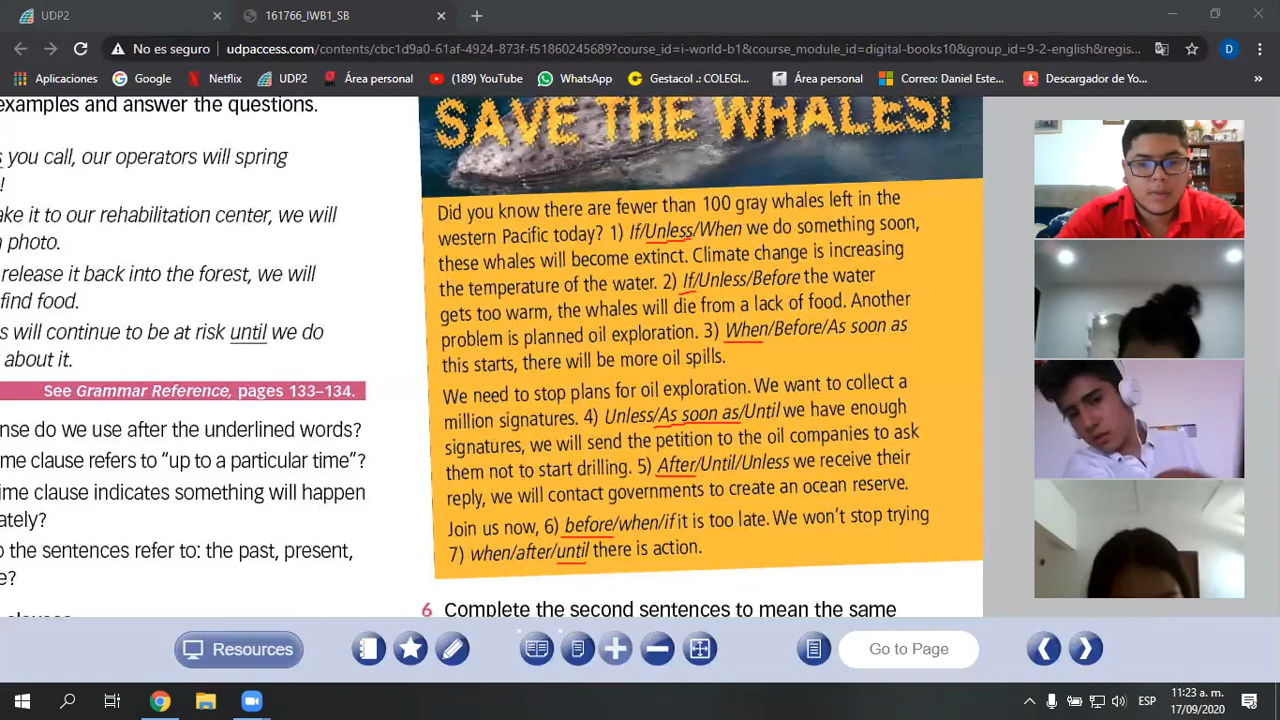 UDP2
161766_IWB1_SB
No es seguro
udpaccess.com/contents/cbc1d9a0-61af-4924-873f-f51860245689?course_id=i-world-b1&course_module_id=digital-books10&group_id=9-2-english&regis...
D
Aplicaciones
Google
Netflix
UDP2
Área personal
(189) YouTube
WhatsApp
Gestacol .: COLEGI...
Área personal
Correo: Daniel Este...
Descargador de Yo...
»
examples and answer the questions.
s you call, our operators will spring
!
ake it to our rehabilitation center, we will
n photo.
release it back into the forest, we will
find food.
s will continue to be at risk until we do
about it.
See Grammar Reference, pages 133–134.
nse do we use after the underlined words?
me clause refers to “up to a particular time”?
ime clause indicates something will happen
ately?
o the sentences refer to: the past, present,
e?
SAVE THE WHALES!
Did you know there are fewer than 100 gray whales left in the
western Pacific today? 1) If/Unless/When we do something soon,
these whales will become extinct. Climate change is increasing
the temperature of the water. 2) If/Unless/Before the water
gets too warm, the whales will die from a lack of food. Another
problem is planned oil exploration. 3) When/Before/As soon as
this starts, there will be more oil spills.
We need to stop plans for oil exploration. We want to collect a
million signatures. 4) Unless/As soon as/Until we have enough
signatures, we will send the petition to the oil companies to ask
them not to start drilling. 5) After/Until/Unless we receive their
reply, we will contact governments to create an ocean reserve.
Join us now, 6) before/when/if it is too late. We won’t stop trying
7) when/after/until there is action.
6 Complete the second sentences to mean the same
Resources
Go to Page
ESP
11:23 a. m.
17/09/2020